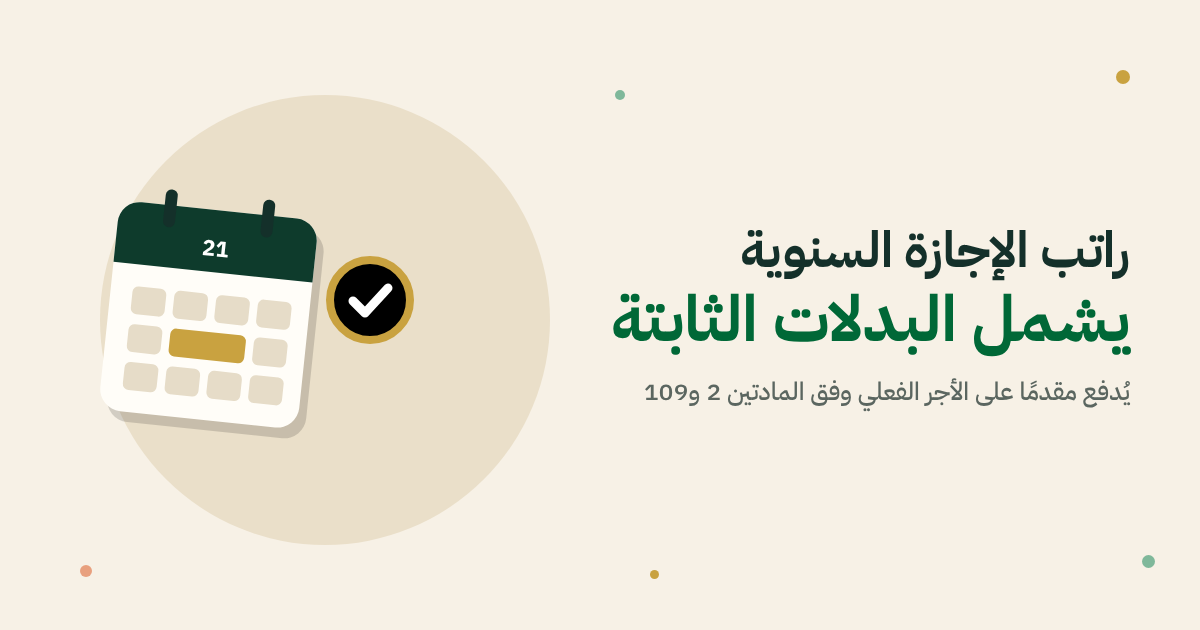 راتب الإجازة السنوية
يشمل البدلات الثابتة
يُدفع مقدمًا على الأجر الفعلي وفق المادتين 2 و109
21